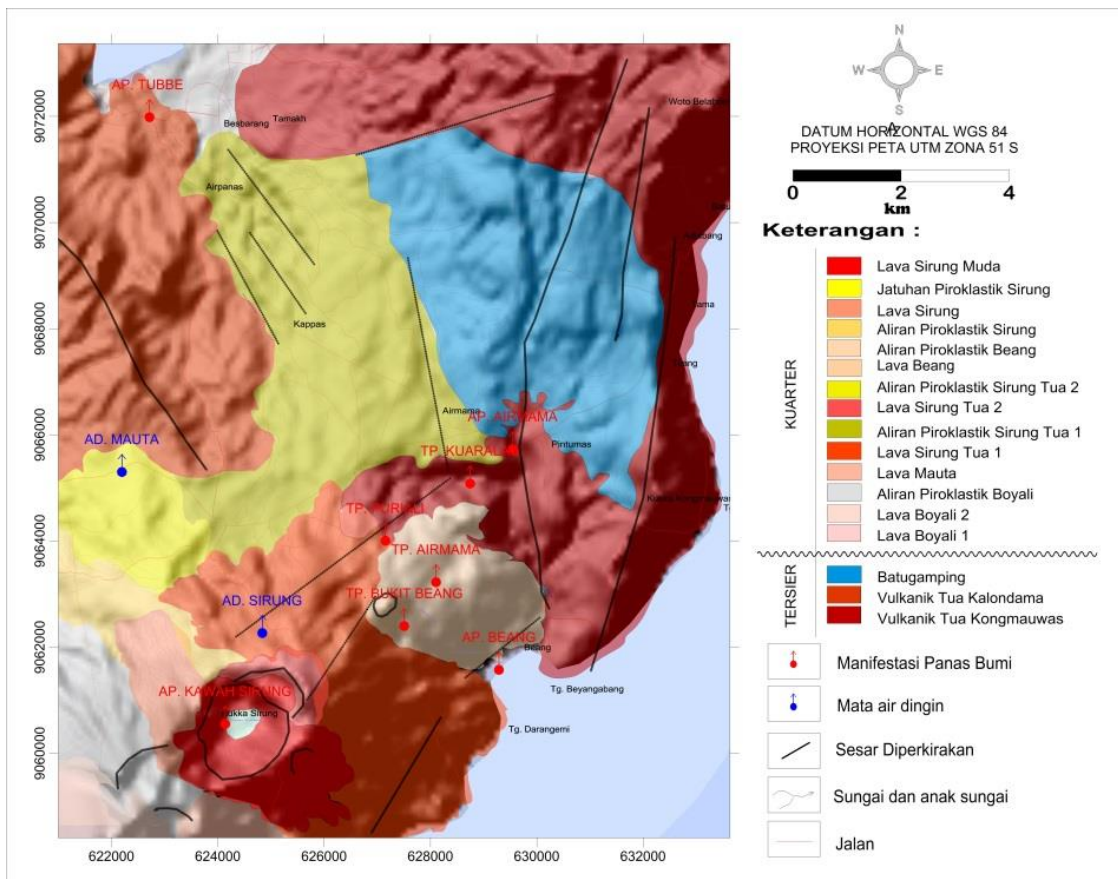 N
W
E
S
A
DATUM HORIZONTAL WGS 84
PROYEKSI PETA UTM ZONA 51 S
0 2 4
km
Keterangan :
KUARTER
Lava Sirung Muda
Jatuhan Piroklastik Sirung
Lava Sirung
Aliran Piroklastik Sirung
Aliran Piroklastik Beang
Lava Beang
Aliran Piroklastik Sirung Tua 2
Lava Sirung Tua 2
Aliran Piroklastik Sirung Tua 1
Lava Sirung Tua 1
Lava Mauta
Aliran Piroklastik Boyali
Lava Boyali 2
Lava Boyali 1
TERSIER
Batugamping
Vulkanik Tua Kalondama
Vulkanik Tua Kongmauwas
Manifestasi Panas Bumi
Mata air dingin
Sesar Diperkirakan
Sungai dan anak sungai
Jalan
AP. TUBBE
Tamakh
Airpanas
Kappas
Airmama
AP. AIRMAMA
Pintumas
TP. KUARALI
AD. MAUTA
TP. AIRMAMA
TP. BUKIT BEANG
AD. SIRUNG
AP. BEANG
Beang
Tg. Beyangabang
AP. KAWAH SIRUNG
Sirung
Tg. Darangemi
9072000
9070000
9068000
9066000
9064000
9062000
9060000
622000 624000 626000 628000 630000 632000